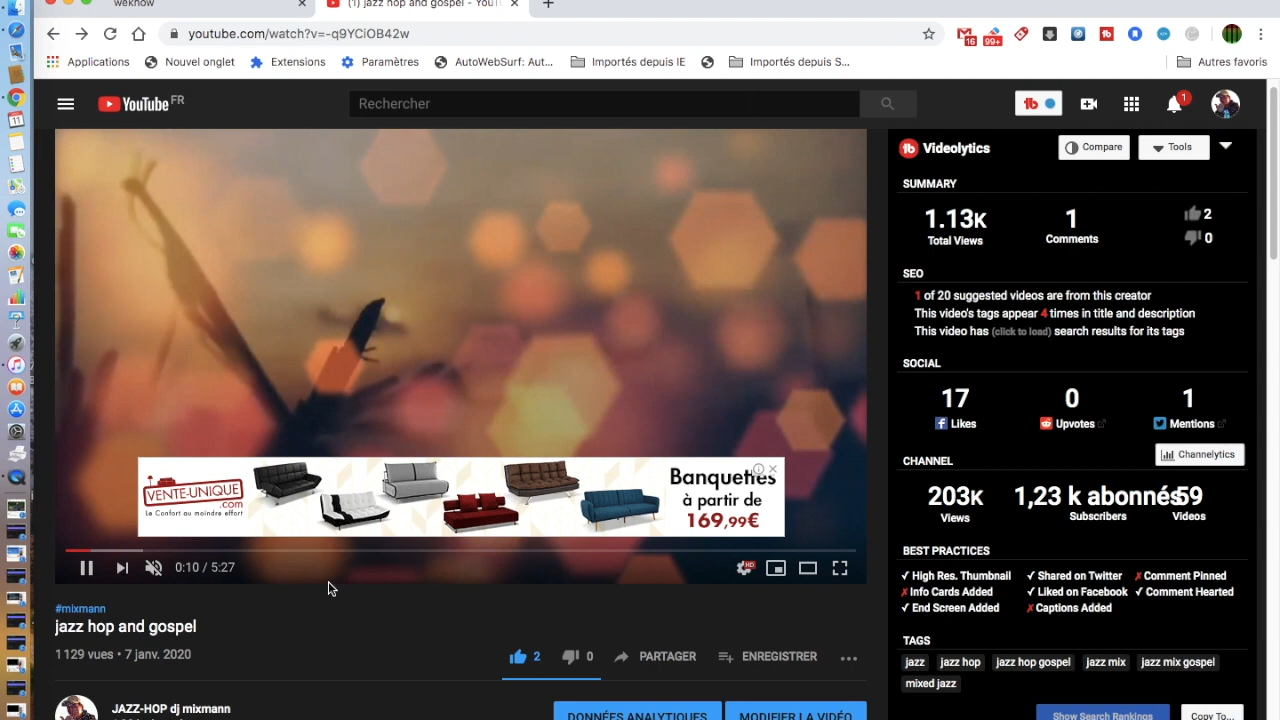 weknow
(1) jazz hop and gospel - YouT
youtube.com/watch?v=-q9YCiOB42w
16
99+
Applications
Nouvel onglet
Extensions
Paramètres
AutoWebSurf: Aut...
Importés depuis IE
Importés depuis S...
Autres favoris
YouTube FR
Rechercher
tb
1
tb Videolytics
Compare
Tools
SUMMARY
1.13K
Total Views
1
Comments
2
0
SEO
1 of 20 suggested videos are from this creator
This video's tags appear 4 times in title and description
This video has (click to load) search results for its tags
SOCIAL
17
Likes
0
Upvotes
1
Mentions
CHANNEL
Channelytics
203K
Views
1,23 k abonnés
Subscribers
59
Videos
BEST PRACTICES
✓ High Res. Thumbnail
✓ Shared on Twitter
✗ Comment Pinned
✗ Info Cards Added
✓ Liked on Facebook
✓ Comment Hearted
✓ End Screen Added
✗ Captions Added
TAGS
jazz
jazz hop
jazz hop gospel
jazz mix
jazz mix gospel
mixed jazz
Show Search Rankings
Copy To...
VENTE-UNIQUE
.com
Le Confort au moindre effort
Banquettes
à partir de
169,99€
0:10 / 5:27
HD
#mixmann
jazz hop and gospel
1 129 vues • 7 janv. 2020
2
0
PARTAGER
ENREGISTRER
JAZZ-HOP dj mixmann
DONNÉES ANALYTIQUES
MODIFIER LA VIDÉO